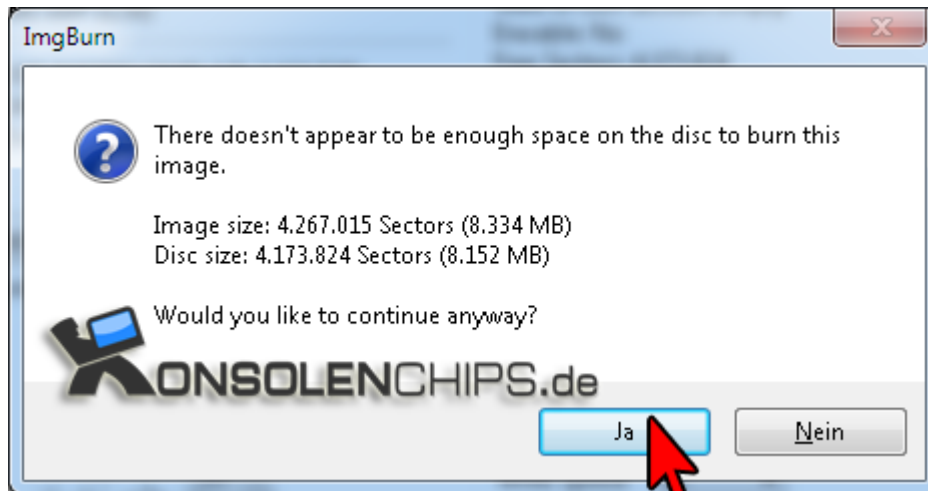 ImgBurn
There doesn't appear to be enough space on the disc to burn this
image.
Image size: 4.267.015 Sectors (8.334 MB)
Disc size: 4.173.824 Sectors (8.152 MB)
Would you like to continue anyway?
KONSOLENCHIPS.de
Ja
Nein